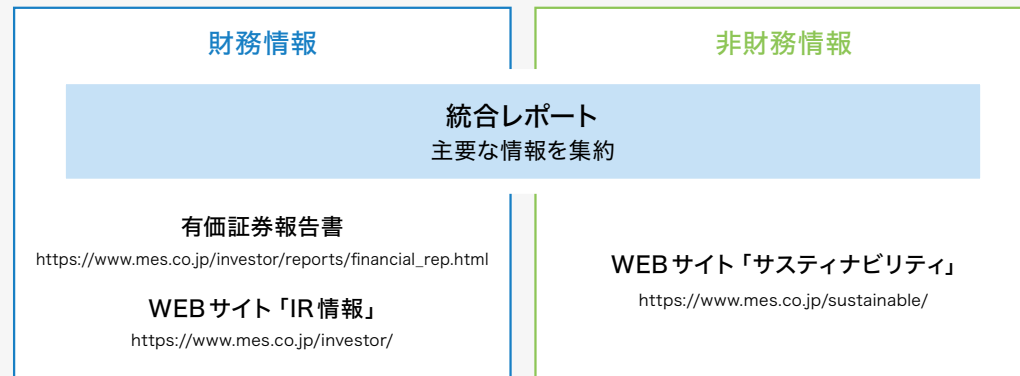 財務情報
非財務情報
統合レポート
主要な情報を集約
有価証券報告書
https://www.mes.co.jp/investor/reports/financial_rep.html
WEBサイト「IR情報」
https://www.mes.co.jp/investor/
WEBサイト「サスティナビリティ」
https://www.mes.co.jp/sustainable/